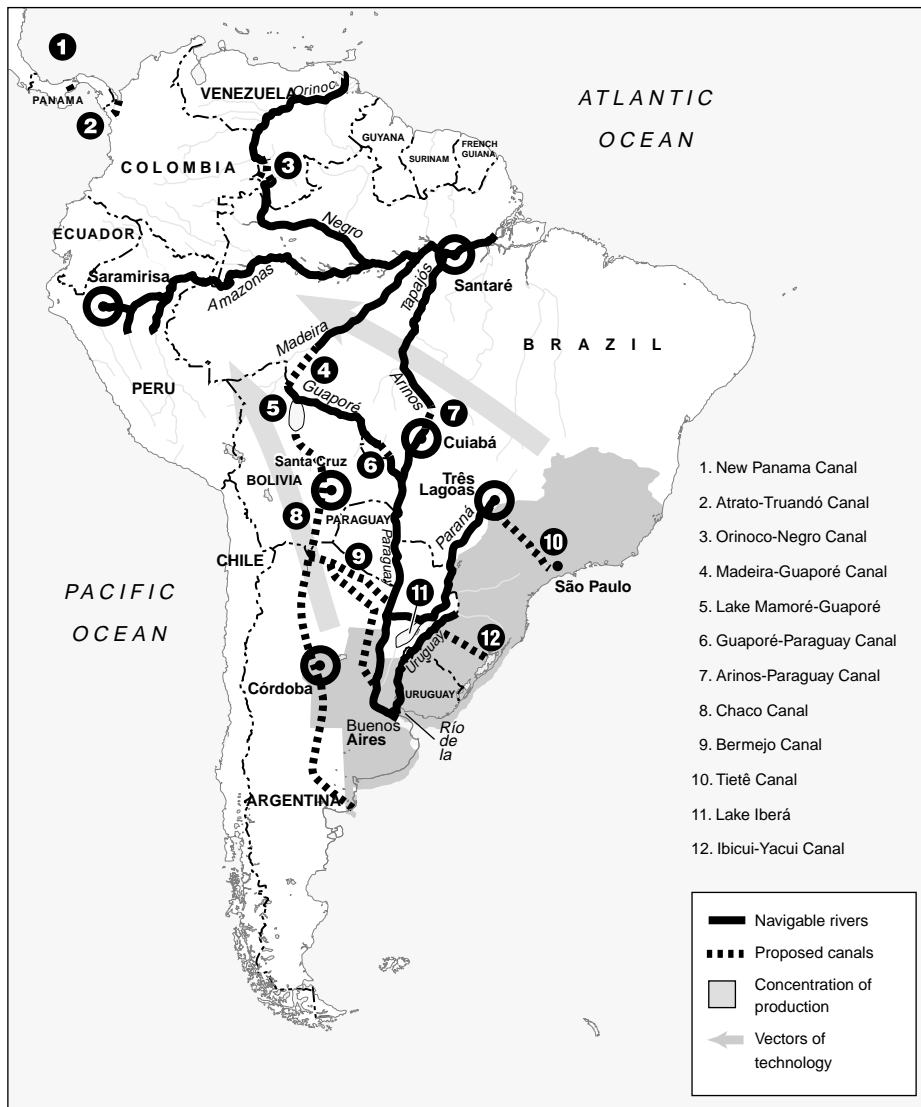 1
PANAMA
2
VENEZUELA
Orinoc
ATLANTIC
OCEAN
GUYANA
SURINAM
FRENCH
GUIANA
COLOMBIA
3
ECUADOR
Negro
Saramirisa
Amazonas
Tapajós
Santaré
Madeira
BRAZIL
PERU
4
Arinos
5
Guaporé
7
Cuiabá
6
Santa Cruz
BOLIVIA
Três
Lagoas
8
PARAGUAY
Paraná
CHILE
9
Paraguay
10
São Paulo
11
PACIFIC
OCEAN
12
Uruguay
Córdoba
URUGUAY
Buenos
Aires
Río
de la
ARGENTINA
1. New Panama Canal
2. Atrato-Truandó Canal
3. Orinoco-Negro Canal
4. Madeira-Guaporé Canal
5. Lake Mamoré-Guaporé
6. Guaporé-Paraguay Canal
7. Arinos-Paraguay Canal
8. Chaco Canal
9. Bermejo Canal
10. Tietê Canal
11. Lake Iberá
12. Ibicui-Yacui Canal
Navigable rivers
Proposed canals
Concentration of
production
Vectors of
technology